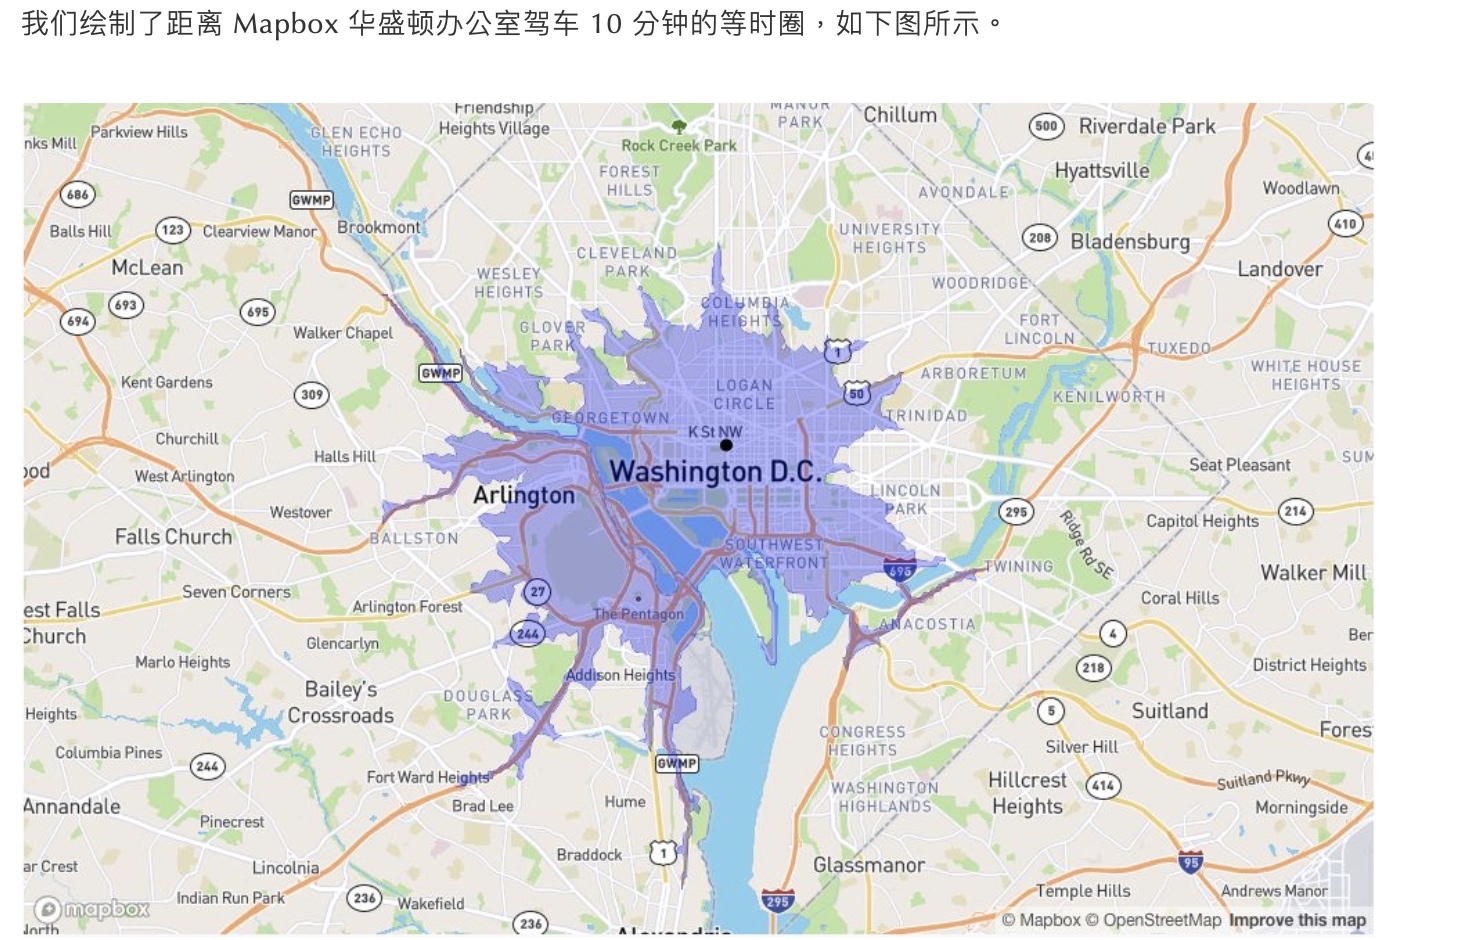 我们绘制了距离 Mapbox 华盛顿办公室驾车 10 分钟的等时圈，如下图所示。
Friendship
Heights Village
MANOR
PARK
Chillum
500
Riverdale Park
Parkview Hills
GLEN ECHO
HEIGHTS
nks Mill
Rock Creek Park
Hyattsville
FOREST
HILLS
AVONDALE
Woodlawn
686
GWMP
410
Balls Hill
123
Clearview Manor
Brookmont
UNIVERSITY
HEIGHTS
208
Bladensburg
McLean
CLEVELAND
PARK
Landover
WESLEY
HEIGHTS
WOODRIDGE
693
695
694
COLUMBIA
HEIGHTS
Walker Chapel
GLOVER
PARK
FORT
LINCOLN
TUXEDO
1
GWMP
Kent Gardens
309
50
ARBORETUM
WHITE HOUSE
HEIGHTS
LOGAN
CIRCLE
KENILWORTH
GEORGETOWN
TRINIDAD
K St NW
Churchill
Halls Hill
Washington D.C.
ood
West Arlington
Seat Pleasant
SUM
Arlington
LINCOLN
PARK
Westover
295
Ridge Rd SE
Capitol Heights
214
Falls Church
BALLSTON
SOUTHWEST
WATERFRONT
695
TWINING
Walker Mill
Seven Corners
27
The Pentagon
Coral Hills
est Falls
Church
Arlington Forest
ANACOSTIA
244
4
Ber
Glencarlyn
Marlo Heights
218
District Heights
Addison Heights
Bailey's
Crossroads
DOUGLASS
PARK
Heights
5
Suitland
CONGRESS
HEIGHTS
Forest
Columbia Pines
244
Silver Hill
GWMP
Fort Ward Heights
Hillcrest
Heights
414
Suitland Pkwy
WASHINGTON
HIGHLANDS
Annandale
Brad Lee
Hume
Morningside
Pinecrest
Braddock
1
ar Crest
Lincolnia
Glassmanor
95
Indian Run Park
236
Wakefield
295
Temple Hills
Andrews Manor
mapbox
236
© Mapbox © OpenStreetMap Improve this map
North
Alexandria